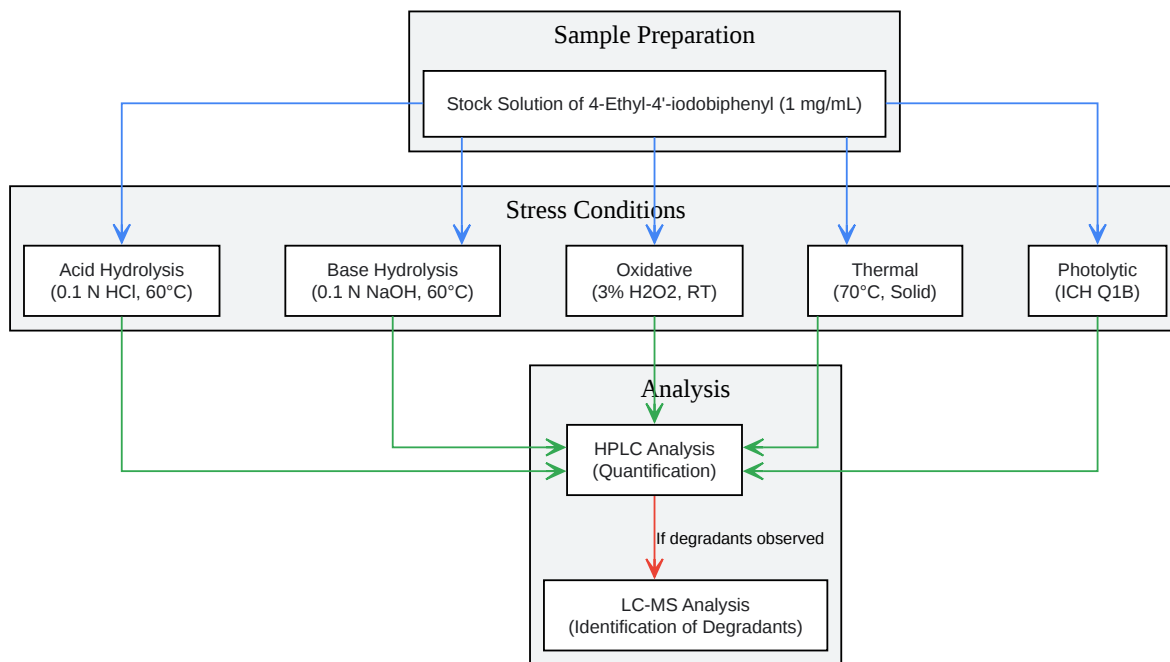 Sample Preparation
Stock Solution of 4-Ethyl-4'-iodobiphenyl (1 mg/mL)
Stress Conditions
Acid Hydrolysis
(0.1 N HCl, 60°C)
Base Hydrolysis
(0.1 N NaOH, 60°C)
Oxidative
(3% H2O2, RT)
Thermal
(70°C, Solid)
Photolytic
(ICH Q1B)
Analysis
HPLC Analysis
(Quantification)
If degradants observed
LC-MS Analysis
(Identification of Degradants)